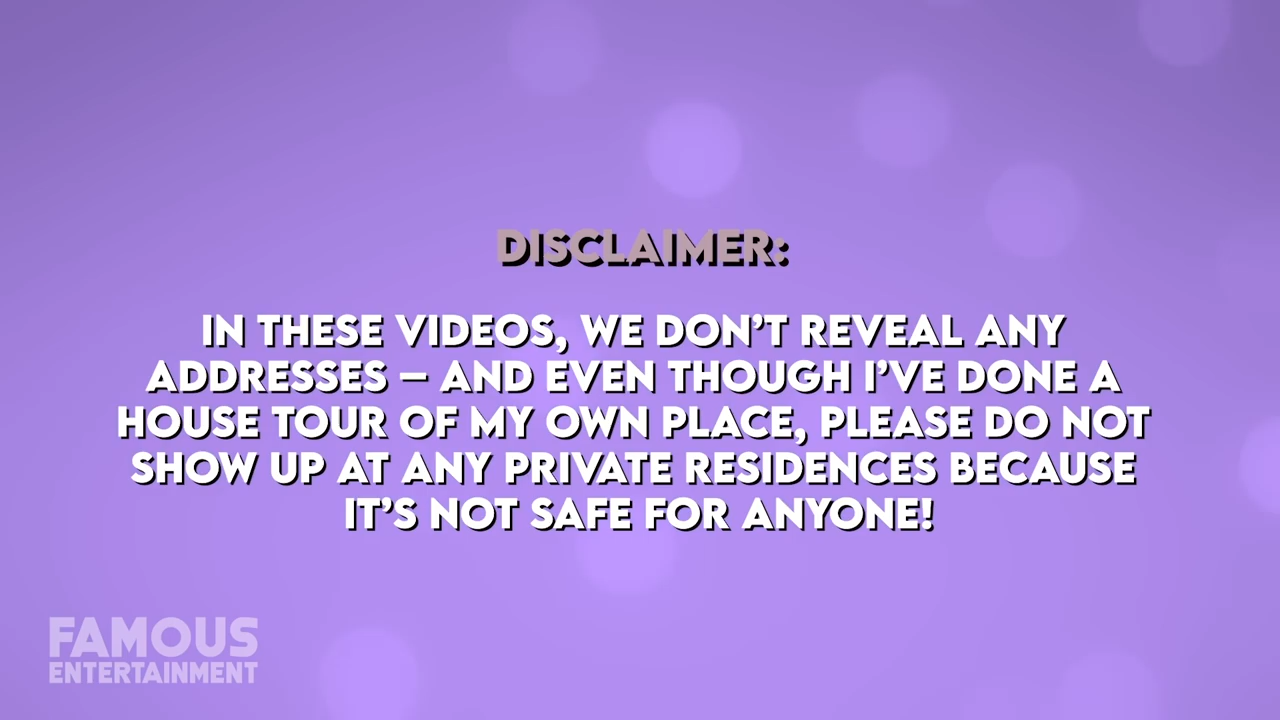 DISCLAIMER:
IN THESE VIDEOS, WE DON'T REVEAL ANY
ADDRESSES – AND EVEN THOUGH I'VE DONE A
HOUSE TOUR OF MY OWN PLACE, PLEASE DO NOT
SHOW UP AT ANY PRIVATE RESIDENCES BECAUSE
IT'S NOT SAFE FOR ANYONE!
FAMOUS
ENTERTAINMENT